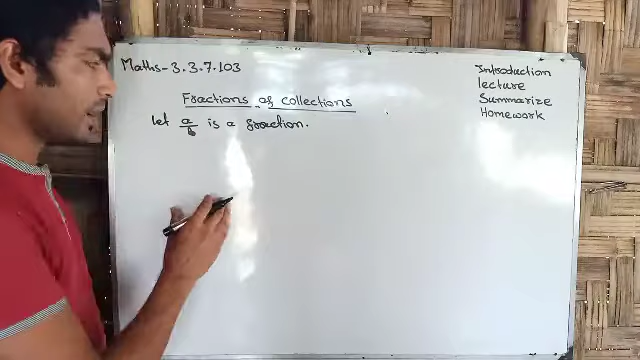 Maths-3.3.7.103
Fractions of collections
let a/b is a fraction.
Introduction
lecture
Summarize
Homework